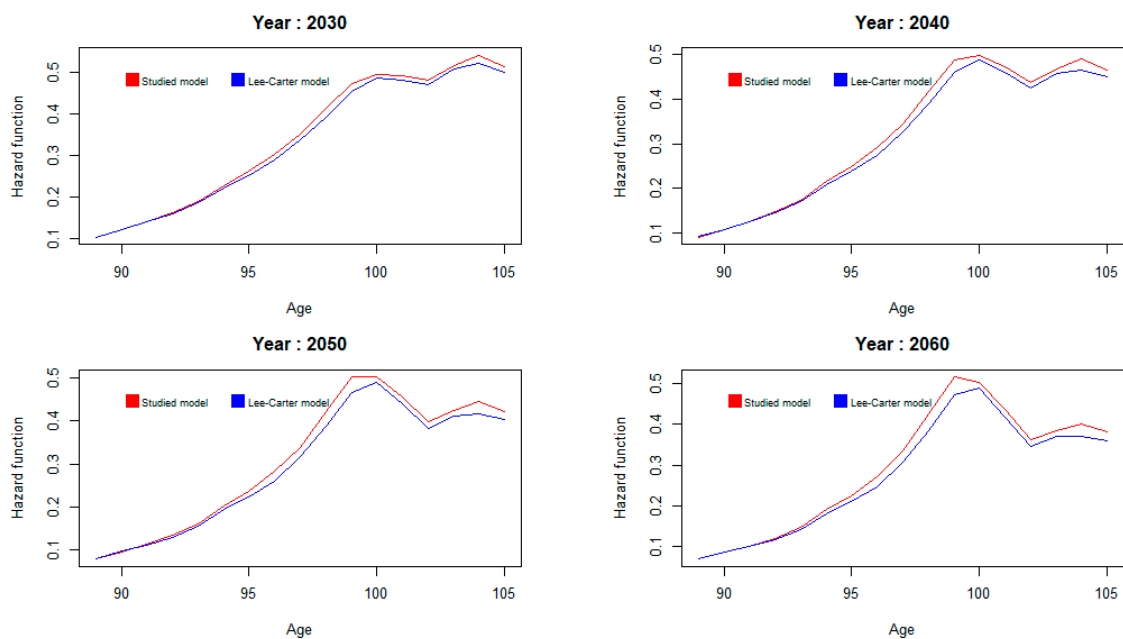 Year : 2030
Hazard function
0.5
0.4
0.3
0.2
0.1
Studied model
Lee-Carter model
90
95
100
105
Age
Year : 2040
Hazard function
0.5
0.4
0.3
0.2
0.1
Studied model
Lee-Carter model
90
95
100
105
Age
Year : 2050
Hazard function
0.5
0.4
0.3
0.2
0.1
Studied model
Lee-Carter model
90
95
100
105
Age
Year : 2060
Hazard function
0.5
0.4
0.3
0.2
0.1
Studied model
Lee-Carter model
90
95
100
105
Age